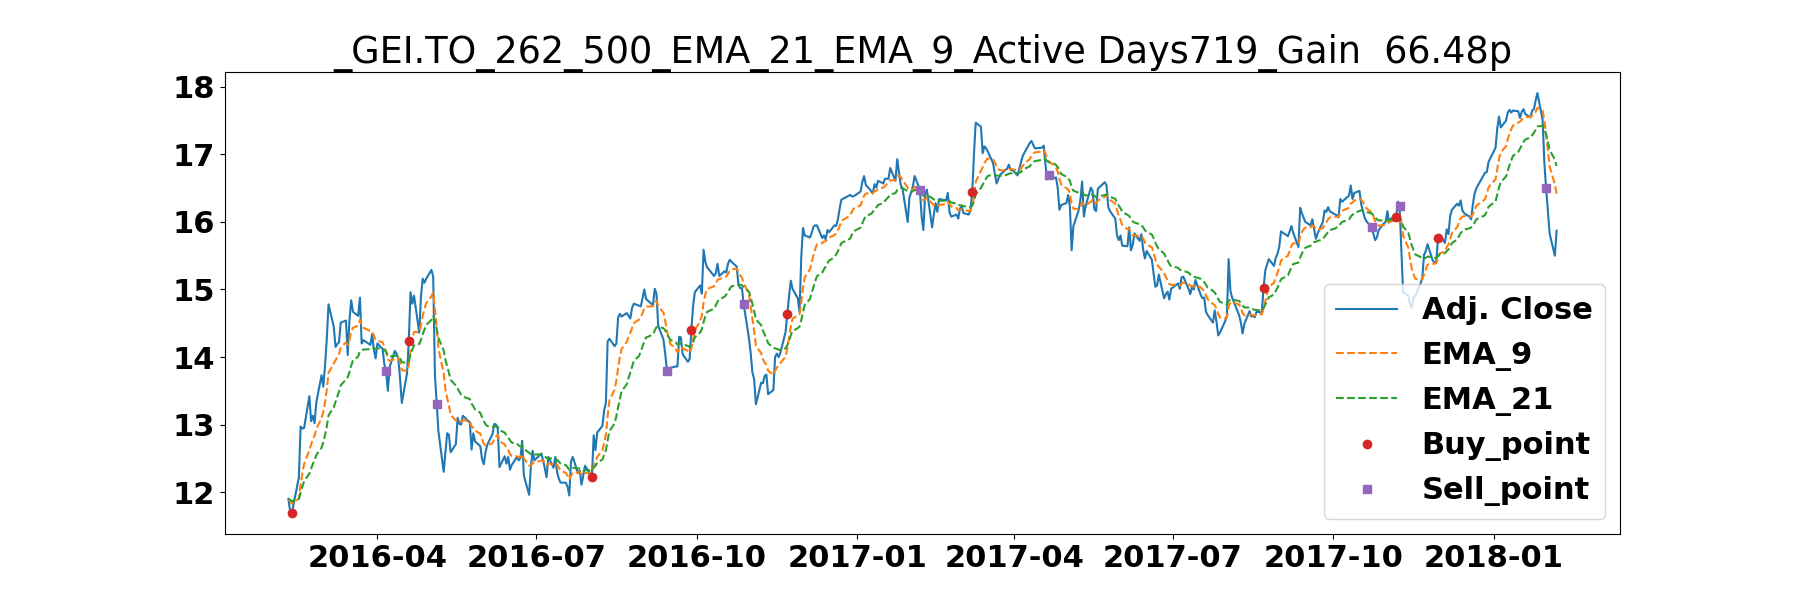 _GEI.TO_262_500_EMA_21_EMA_9_Active Days719_Gain  66.48p
18
17
16
15
14
13
12
2016-04 2016-07 2016-10 2017-01 2017-04 2017-07 2017-10 2018-01
Adj. Close
EMA_9
EMA_21
Buy_point
Sell_point